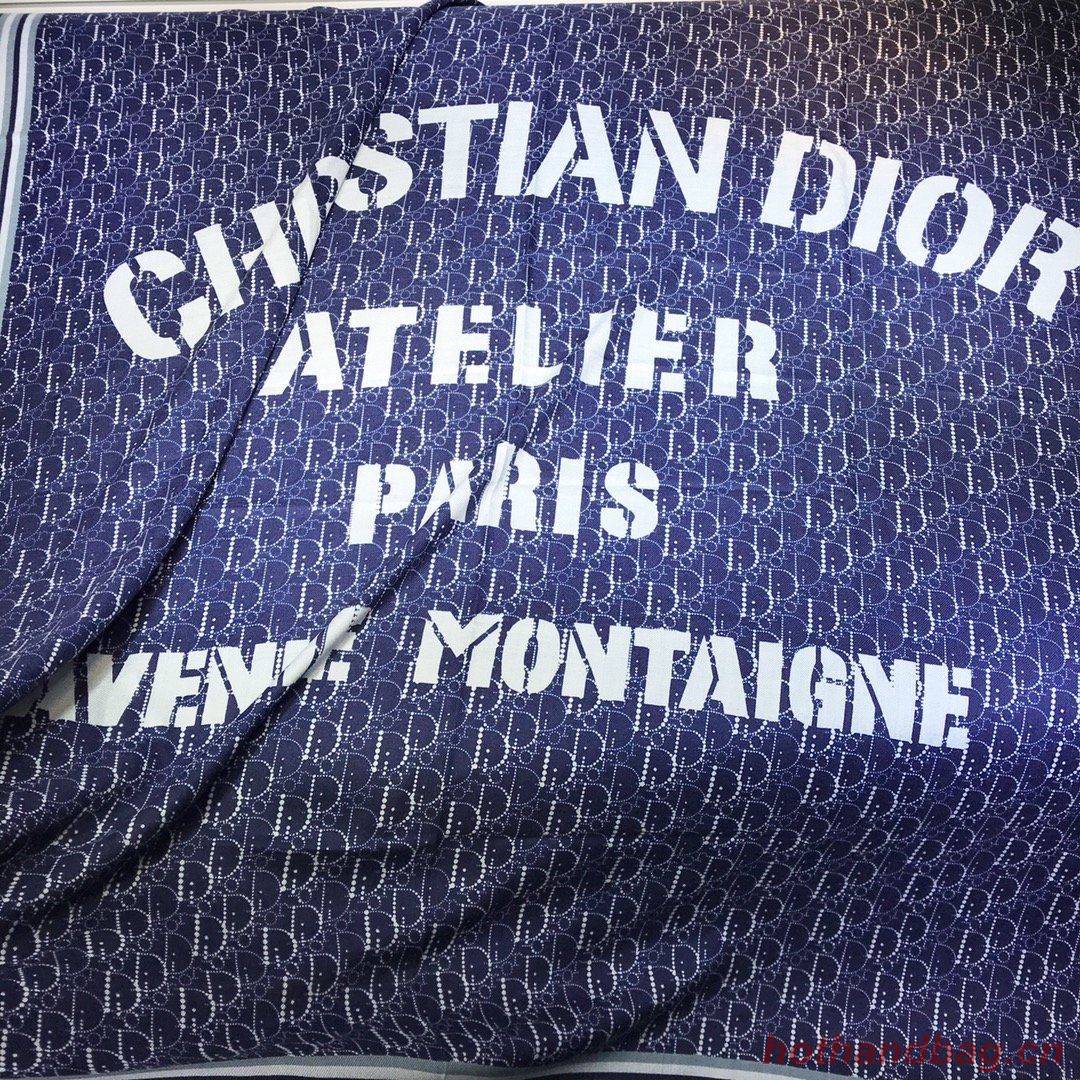 CHRISTIAN DIOR
ATELIER
PARIS
AVENUE MONTAIGNE
hothandbag.cn